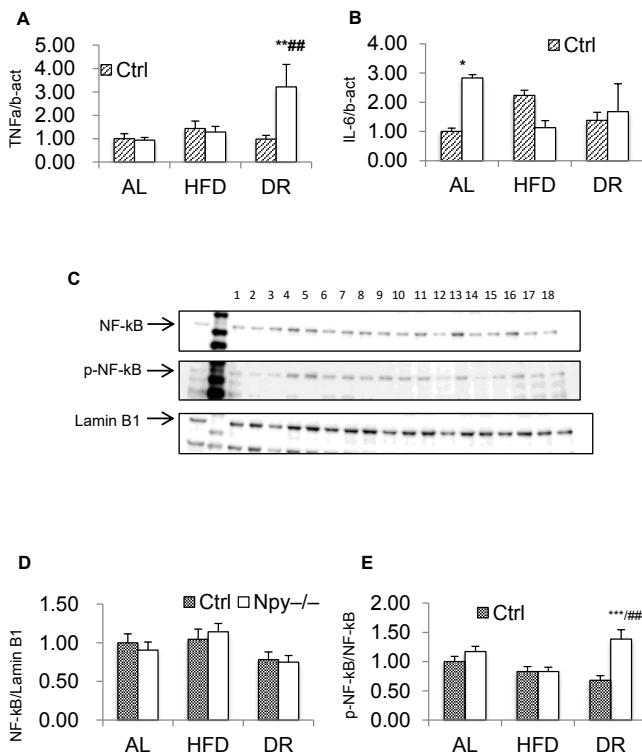 A
TNFa/b-act
5.00
4.00
3.00
2.00
1.00
0.00
Ctrl
**##
AL HFD DR
B
IL-6/b-act
4.00
3.00
2.00
1.00
0.00
Ctrl
*
AL HFD DR
C
1 2 3 4 5 6 7 8 9 10 11 12 13 14 15 16 17 18
NF-kB
p-NF-kB
Lamin B1
D
NF-kB/Lamin B1
1.50
1.00
0.50
0.00
Ctrl Npy–/–
AL HFD DR
E
p-NF-kB/NF-kB
2.00
1.50
1.00
0.50
0.00
Ctrl
***/##
AL HFD DR